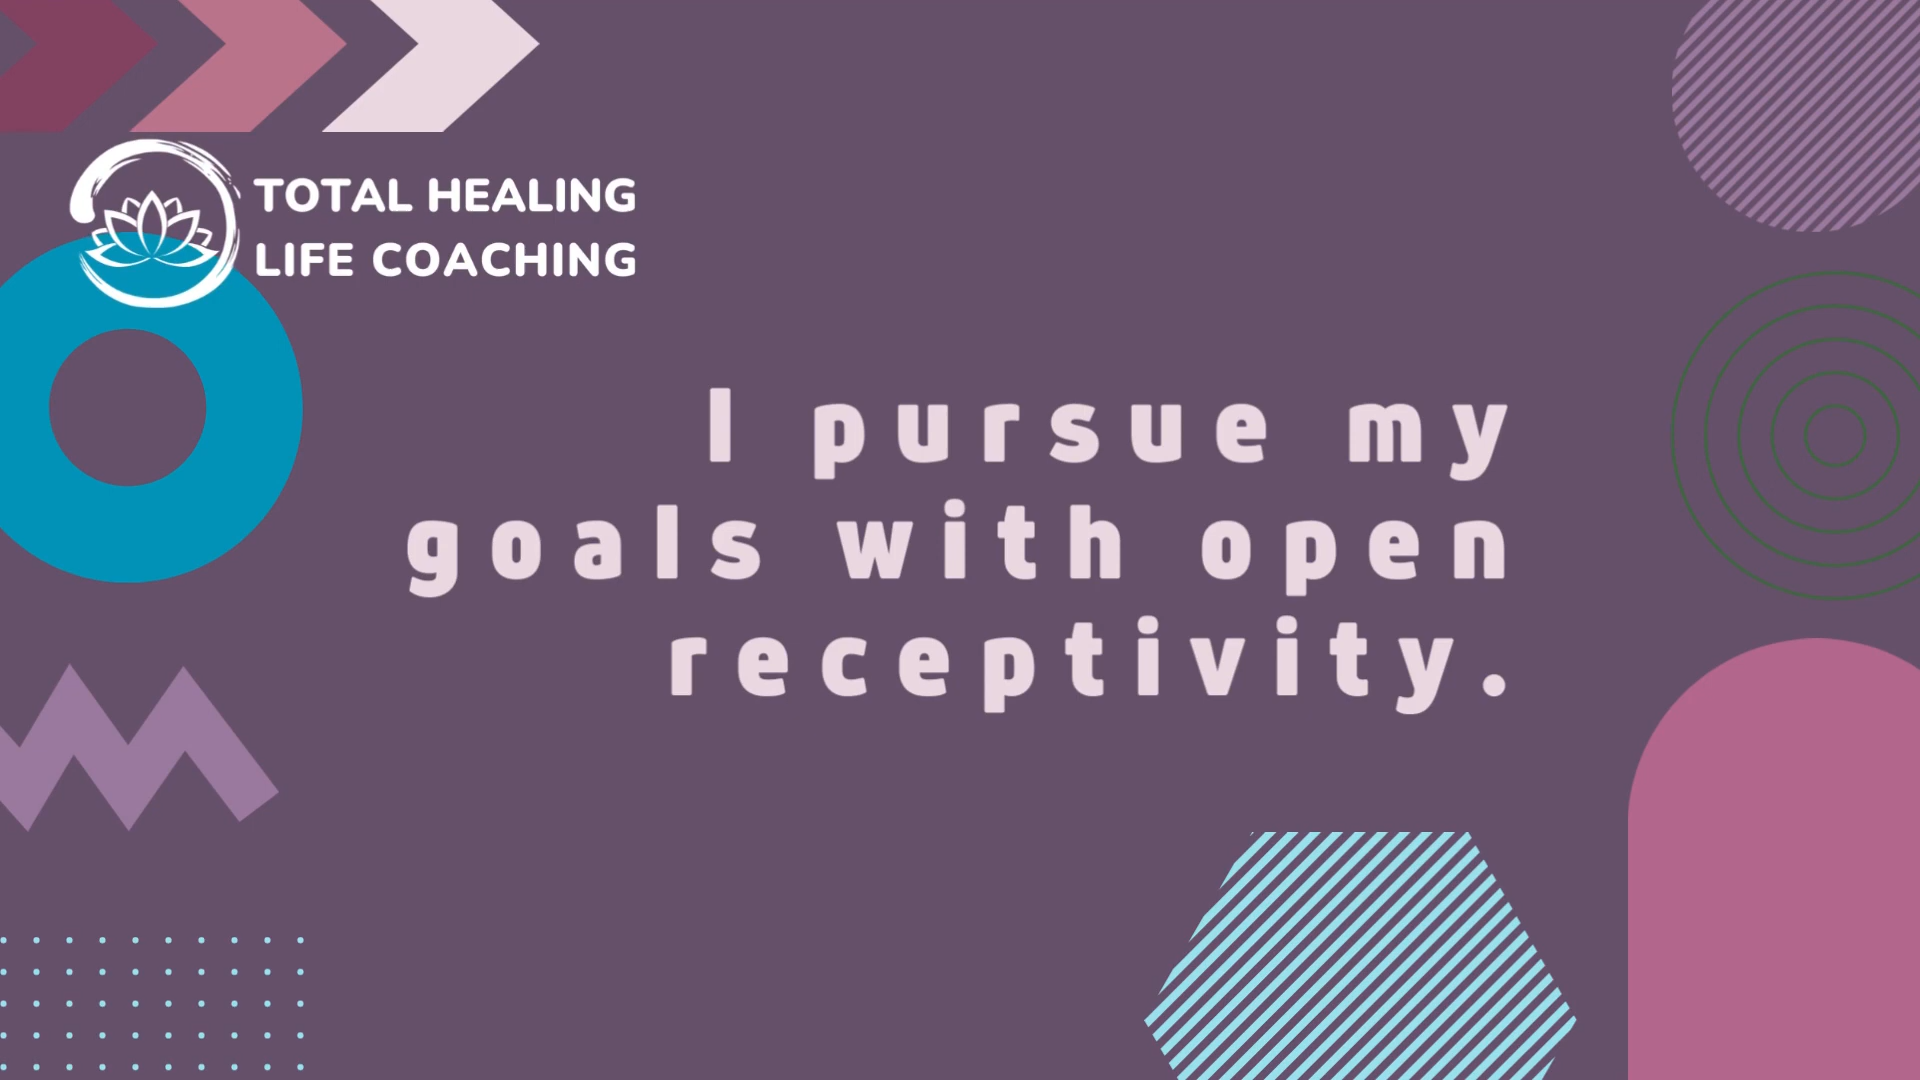 TOTAL HEALING
LIFE COACHING
I pursue my
goals with open
receptivity.